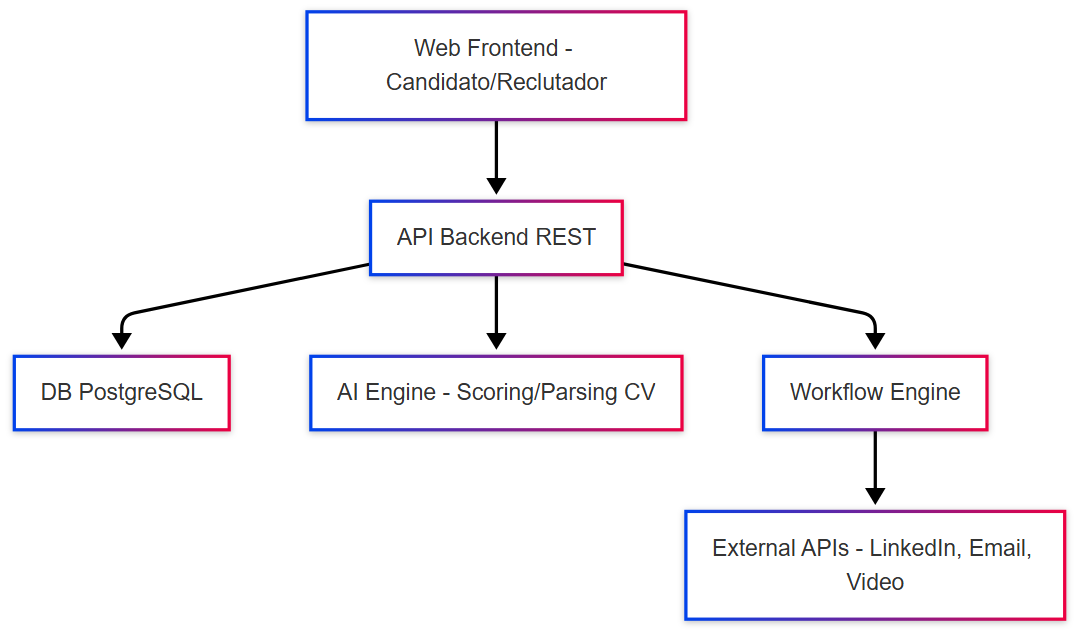 Web Frontend -
Candidato/Reclutador
API Backend REST
DB PostgreSQL
AI Engine - Scoring/Parsing CV
Workflow Engine
External APIs - LinkedIn, Email,
Video